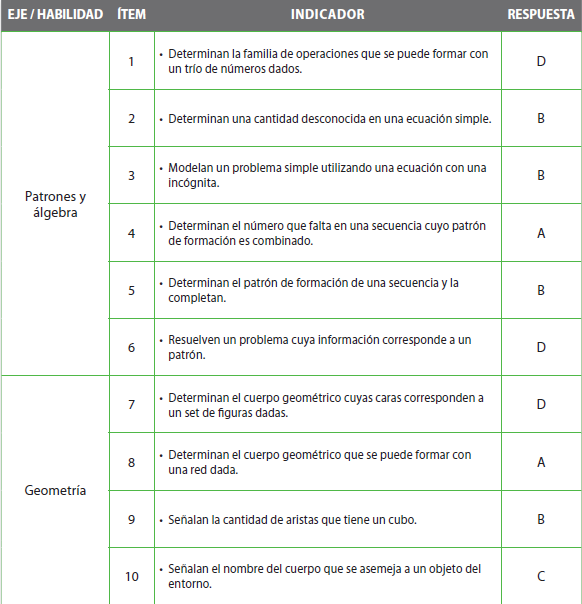 EJE / HABILIDAD ÍTEM INDICADOR RESPUESTA
Patrones y
álgebra
1 • Determinan la familia de operaciones que se puede formar con
un trío de números dados. D
2 • Determinan una cantidad desconocida en una ecuación simple. B
3 • Modelan un problema simple utilizando una ecuación con una
incógnita. B
4 • Determinan el número que falta en una secuencia cuyo patrón
de formación es combinado. A
5 • Determinan el patrón de formación de una secuencia y la
completan. B
6 • Resuelven un problema cuya información corresponde a un
patrón. D
Geometría
7 • Determinan el cuerpo geométrico cuyas caras corresponden a
un set de figuras dadas. D
8 • Determinan el cuerpo geométrico que se puede formar con
una red dada. A
9 • Señalan la cantidad de aristas que tiene un cubo. B
10 • Señalan el nombre del cuerpo que se asemeja a un objeto del
entorno. C